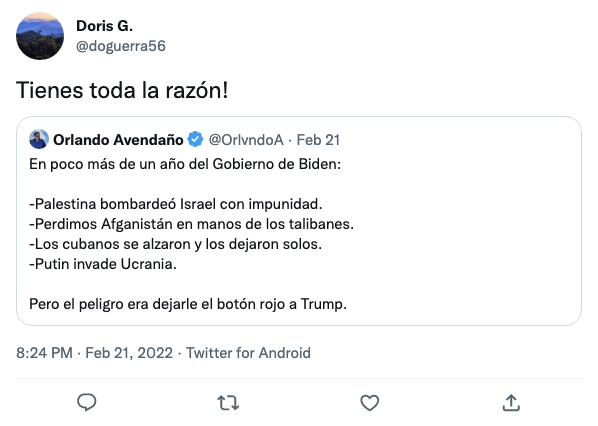 Doris G.
@doguerra56
Tienes toda la razón!
Orlando Avendaño @OrlvndoA · Feb 21
En poco más de un año del Gobierno de Biden:
-Palestina bombardeó Israel con impunidad.
-Perdimos Afganistán en manos de los talibanes.
-Los cubanos se alzaron y los dejaron solos.
-Putin invade Ucrania.
Pero el peligro era dejarle el botón rojo a Trump.
8:24 PM · Feb 21, 2022 · Twitter for Android